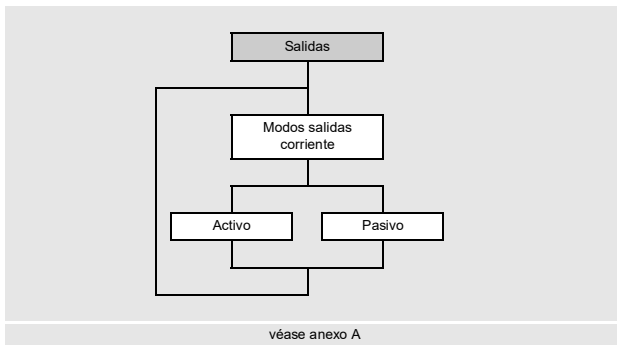 Salidas
Modos salidas
corriente
Activo
Pasivo
véase anexo A